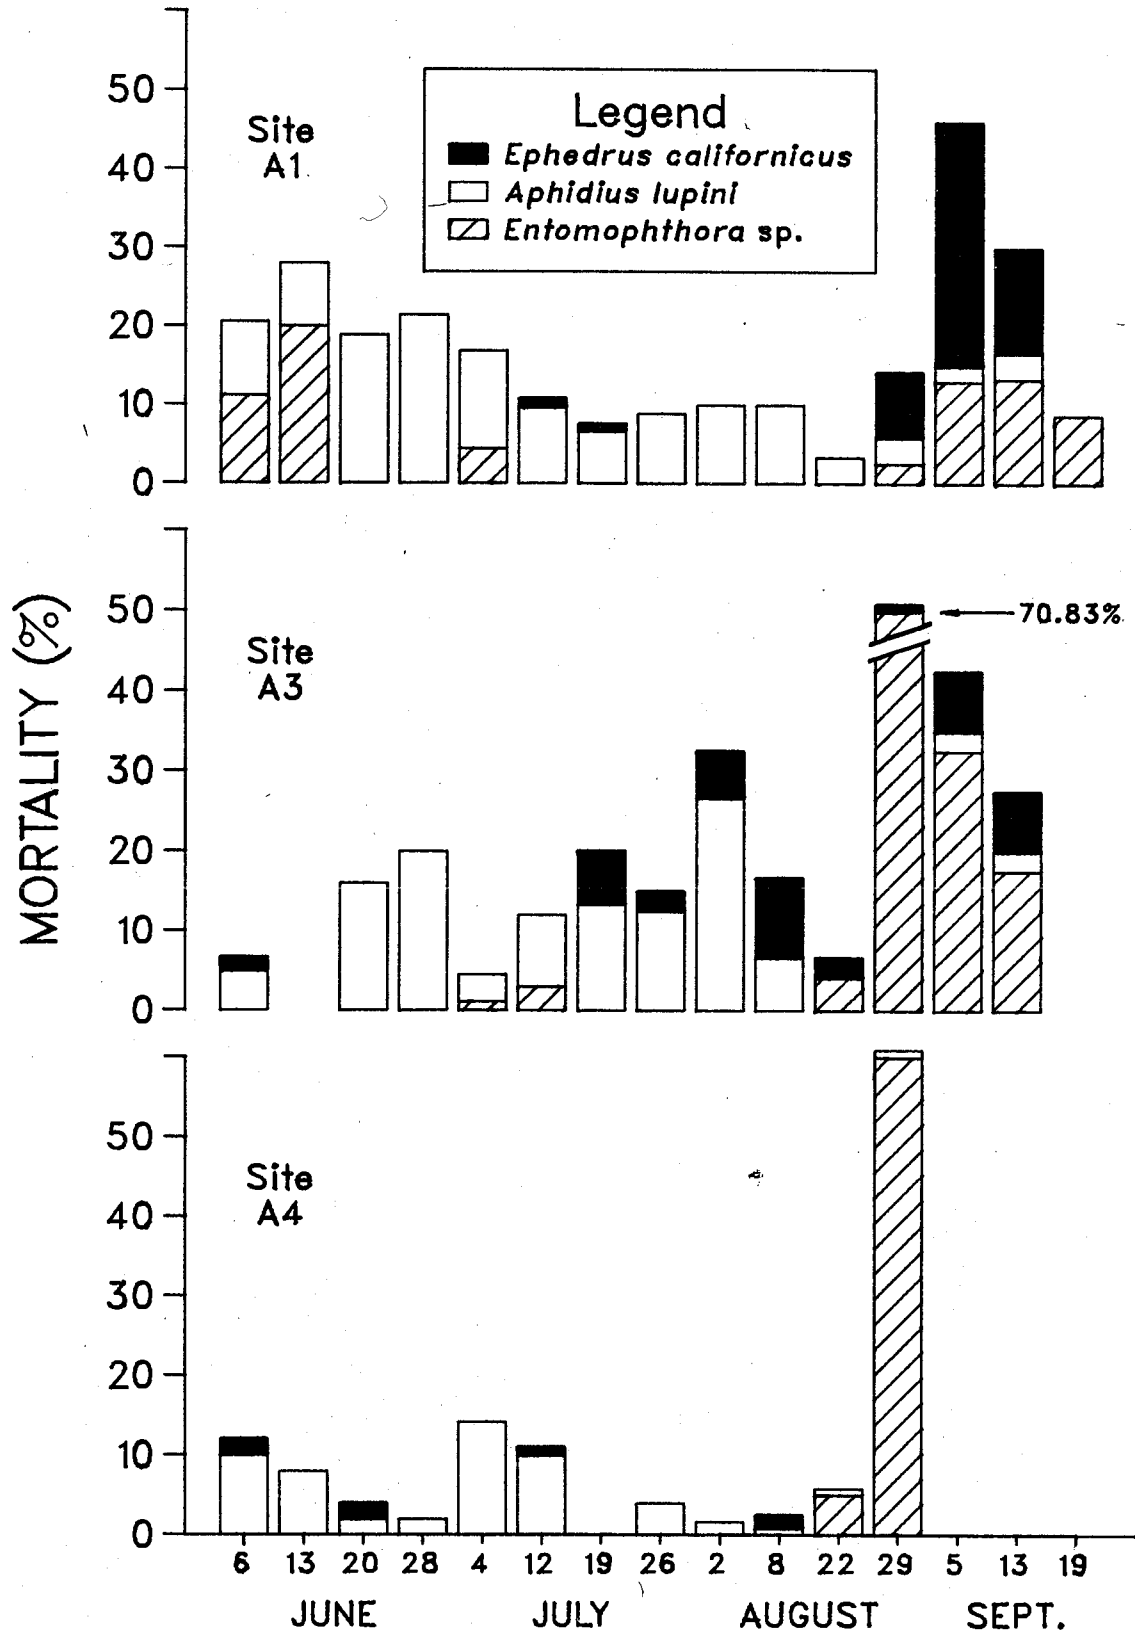 50
40
30
20
10
0
Site
A1
Legend
Ephedrus californicus
Aphidius lupini
Entomophthora sp.
MORTALITY (%)
50
40
30
20
10
0
Site
A3
70.83%
50
40
30
20
10
0
Site
A4
6 13 20 28 4 12 19 26 2 8 22 29 5 13 19
JUNE JULY AUGUST SEPT.